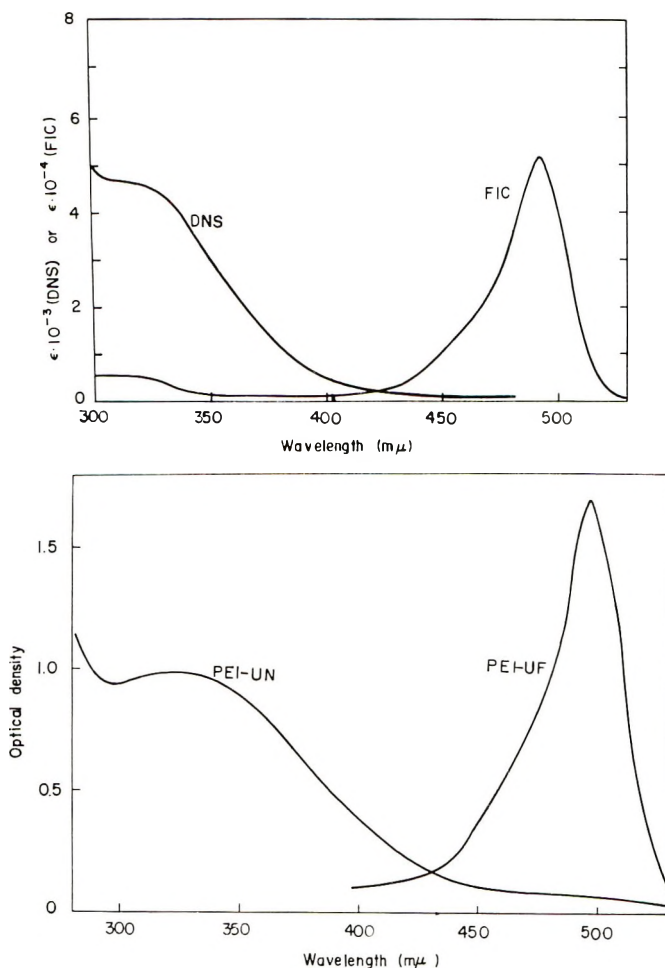 8
6
4
2
0
ϵ·10⁻³ (DNS) or ϵ·10⁻⁴ (FIC)
DNS
FIC
300 350 400 450 500
Wavelength (mμ)
1.5
1.0
0.5
0
Optical density
PEI-UN
PEI-UF
300 350 400 450 500
Wavelength (mμ)